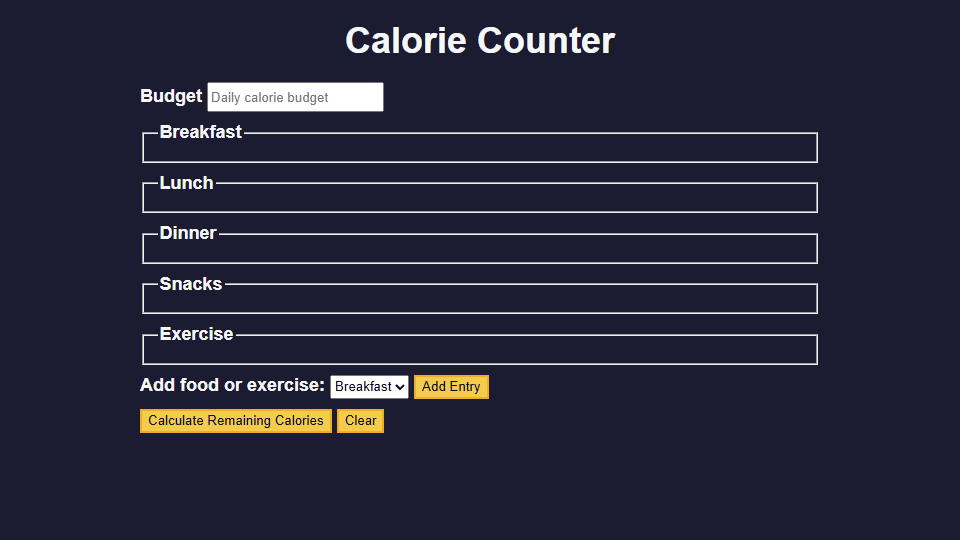 Calorie Counter
Budget Daily calorie budget
Breakfast
Lunch
Dinner
Snacks
Exercise
Add food or exercise: Breakfast Add Entry
Calculate Remaining Calories Clear